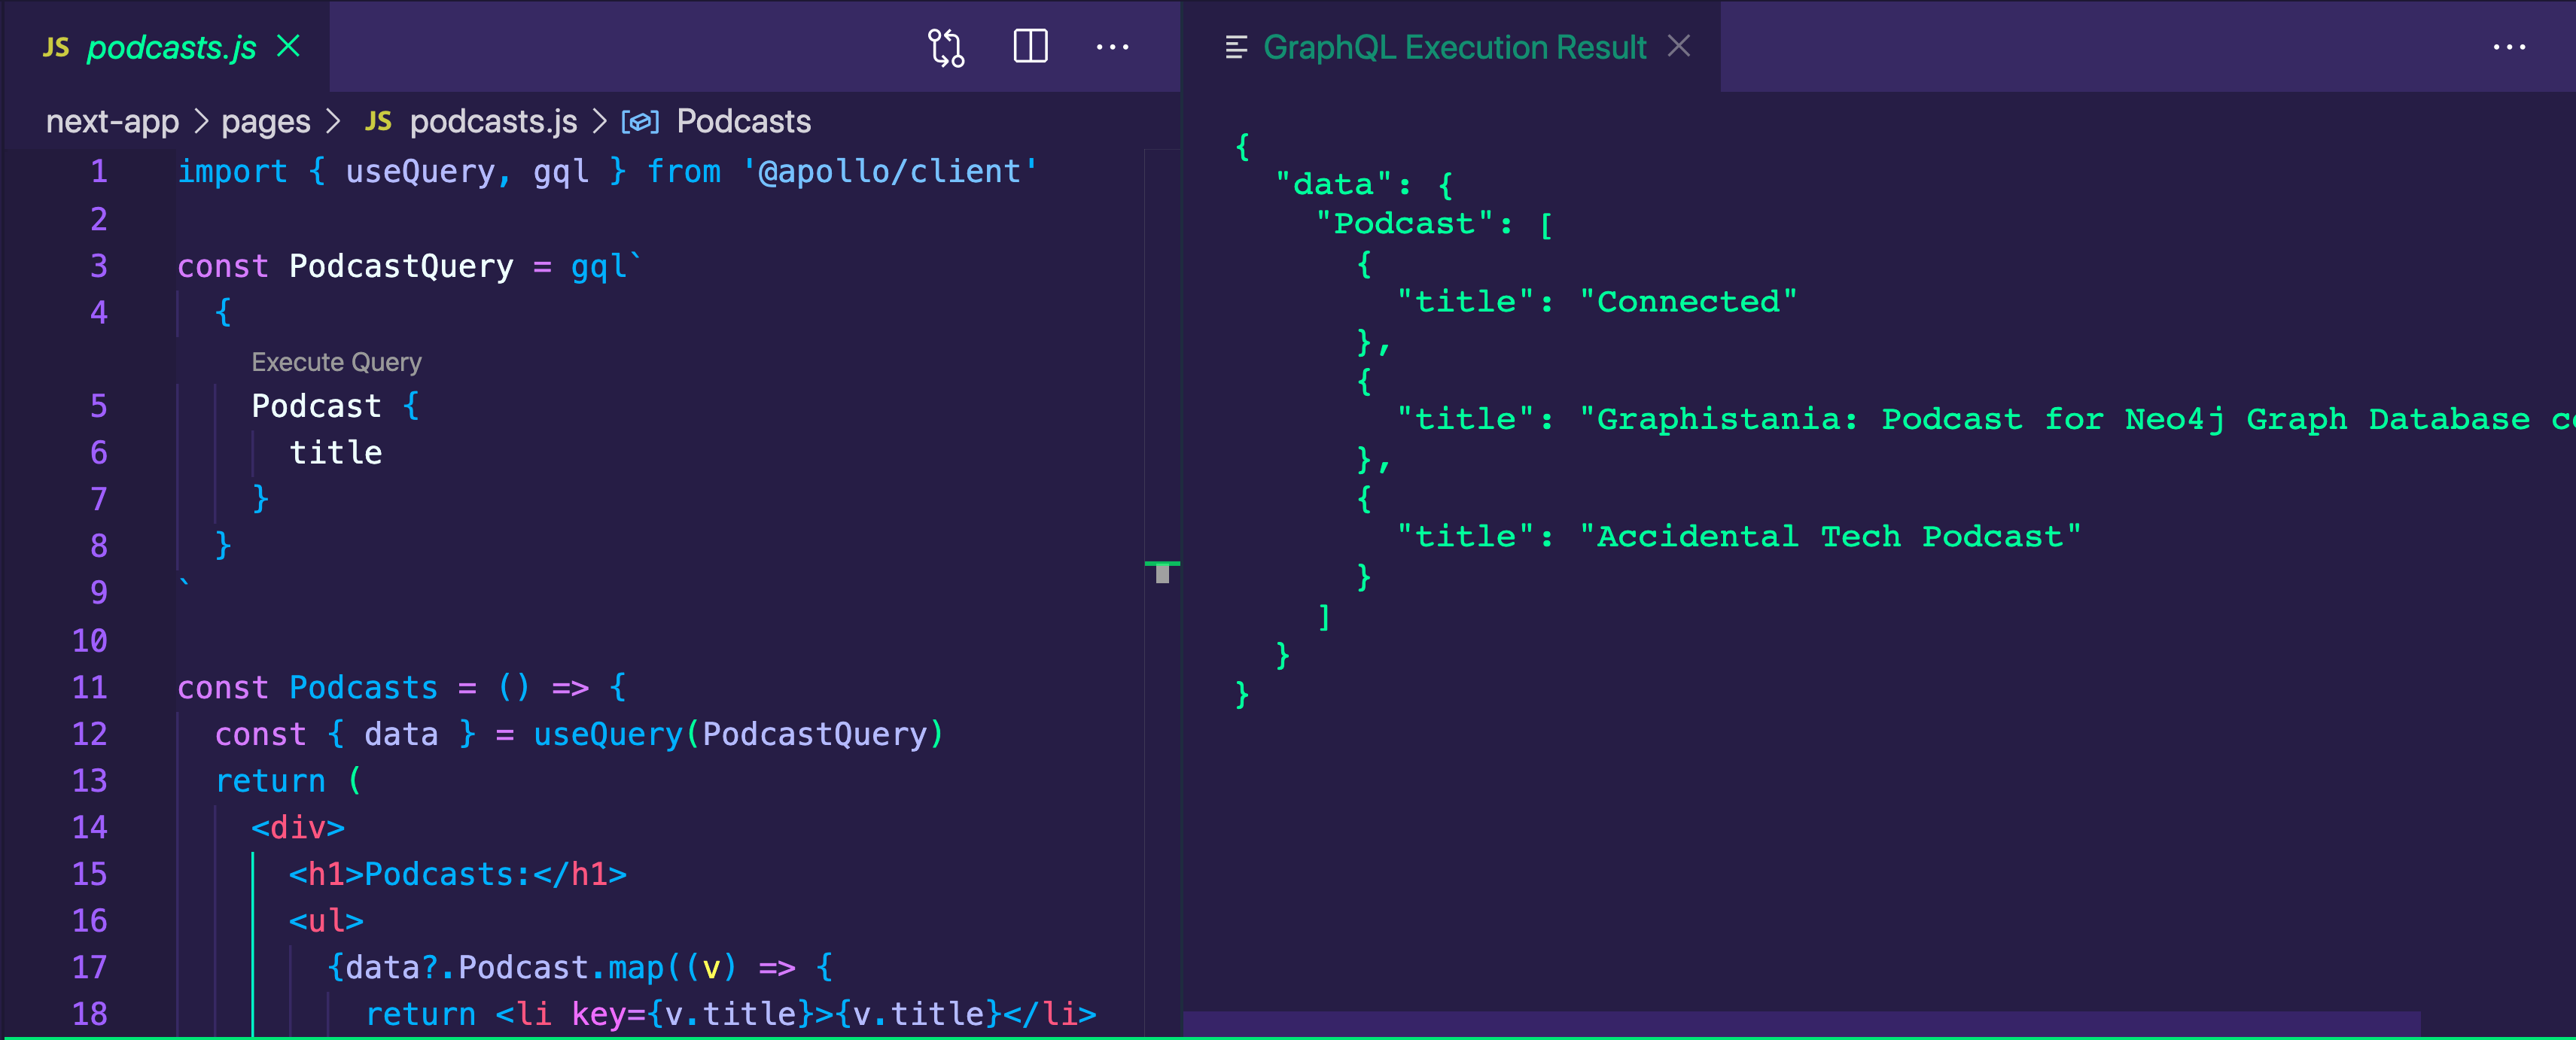 JS podcasts.js
next-app > pages > JS podcasts.js > Podcasts
1 import { useQuery, gql } from '@apollo/client'
2
3 const PodcastQuery = gql`
4 {
Execute Query
5 Podcast {
6 title
7 }
8 }
9 `
10
11 const Podcasts = () => {
12 const { data } = useQuery(PodcastQuery)
13 return (
14 <div>
15 <h1>Podcasts:</h1>
16 <ul>
17 {data?.Podcast.map((v) => {
18 return <li key={v.title}>{v.title}</li>
GraphQL Execution Result
{
"data": {
"Podcast": [
{
"title": "Connected"
},
{
"title": "Graphistania: Podcast for Neo4j Graph Database
},
{
"title": "Accidental Tech Podcast"
}
]
}
}